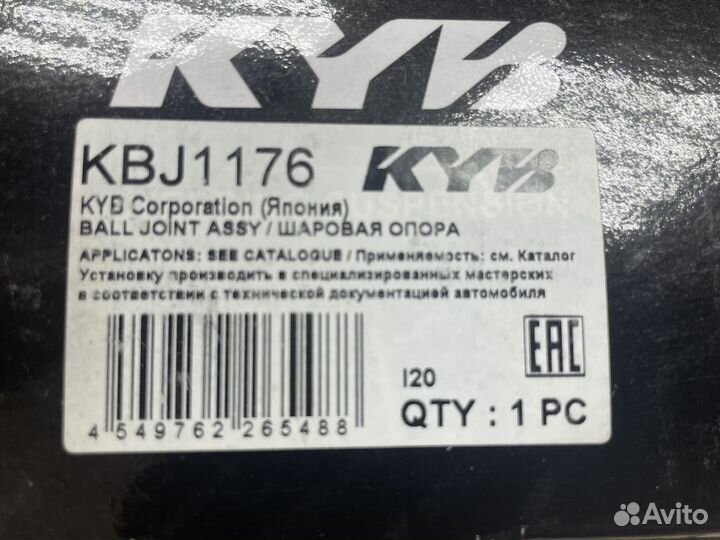 KYB
KBJ1176 KYB
KYB Corporation (Япония)
BALL JOINT ASSY / ШАРОВАЯ ОПОРА
APPLICATONS: SEE CATALOGUE / Применяемость: см. Каталог
Установку производить в специализированных мастерских
в соответствии с технической документацией автомобиля
EAC
I20
QTY : 1 PC
4 549762 265488
Avito